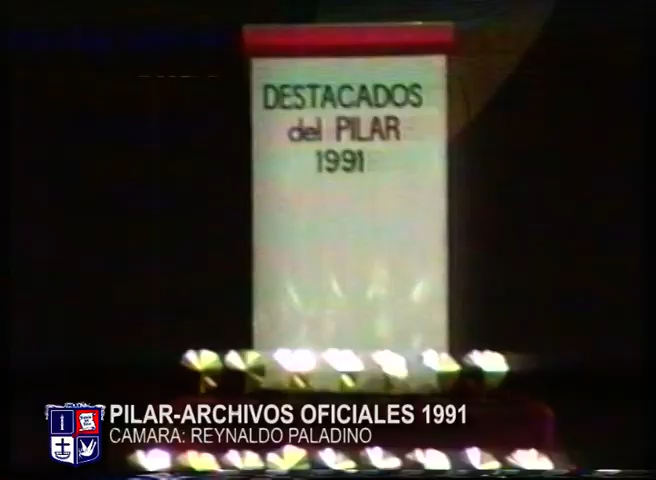 DESTACADOS
del PILAR
1991
PILAR-ARCHIVOS OFICIALES 1991
CAMARA: REYNALDO PALADINO